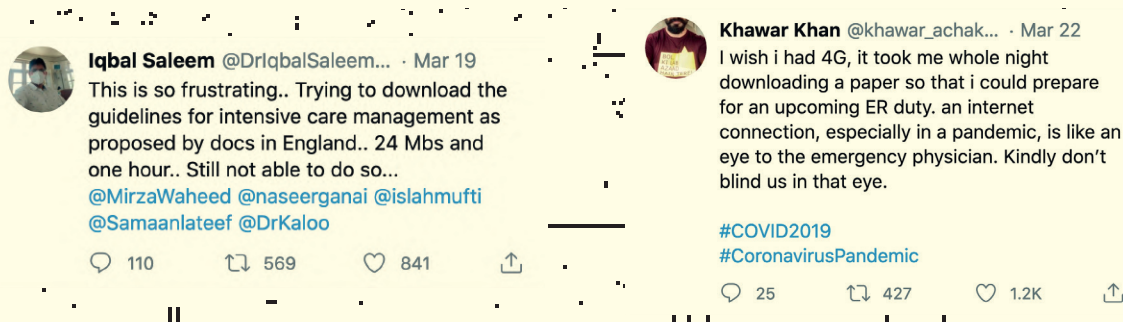 Iqbal Saleem @DrIqbalSaleem... · Mar 19
This is so frustrating.. Trying to download the
guidelines for intensive care management as
proposed by docs in England.. 24 Mbs and
one hour.. Still not able to do so...
@MirzaWaheed @naseerganai @islahmufti
@Samaanlateef @DrKaloo
110 569 841
Khawar Khan @khawar_achak... · Mar 22
I wish i had 4G, it took me whole night
downloading a paper so that i could prepare
for an upcoming ER duty. an internet
connection, especially in a pandemic, is like an
eye to the emergency physician. Kindly don't
blind us in that eye.
#COVID2019
#CoronavirusPandemic
25 427 1.2K